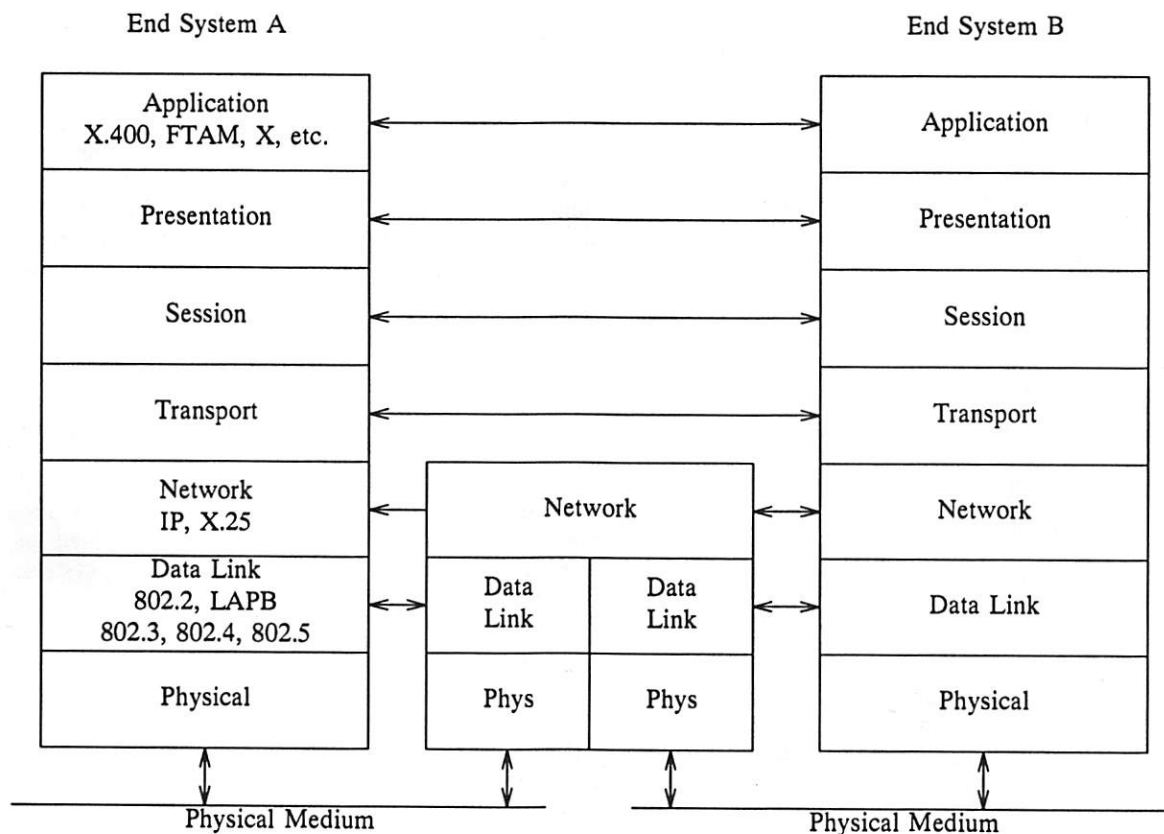 End System A
End System B
Application
X.400, FTAM, X, etc.
Application
Presentation
Presentation
Session
Session
Transport
Transport
Network
IP, X.25
Network
Network
Data Link
802.2, LAPB
802.3, 802.4, 802.5
Data
Link
Data
Link
Data Link
Physical
Phys
Phys
Physical
Physical Medium
Physical Medium